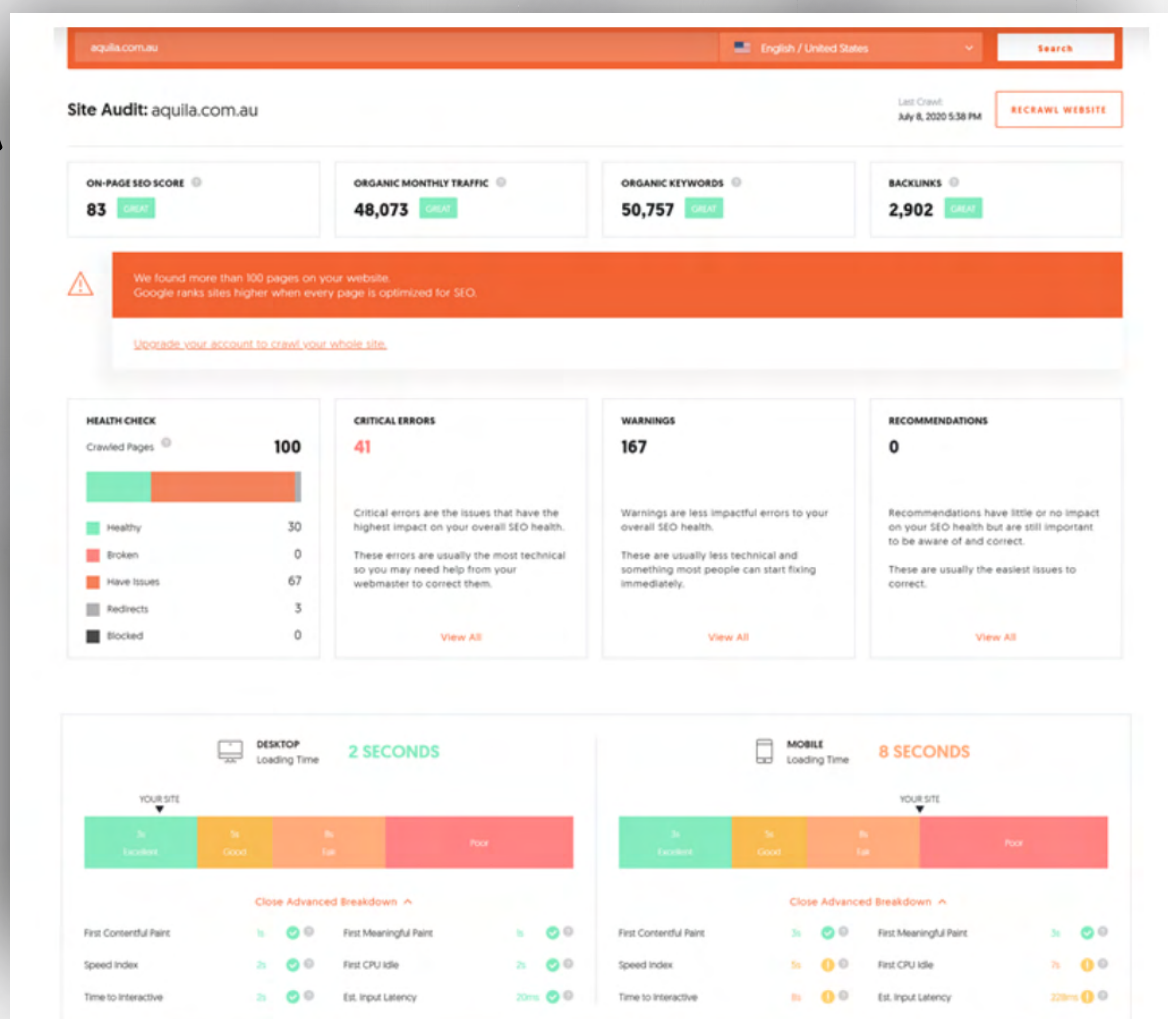 aquila.com.au
English / United States
Search
Site Audit: aquila.com.au
Last Crawl:
July 8, 2020 5:38 PM
RECRAWL WEBSITE
ON-PAGE SEO SCORE
83 GREAT
ORGANIC MONTHLY TRAFFIC
48,073 GREAT
ORGANIC KEYWORDS
50,757 GREAT
BACKLINKS
2,902 GREAT
We found more than 100 pages on your website.
Google ranks sites higher when every page is optimized for SEO.
Upgrade your account to crawl your whole site.
HEALTH CHECK
Crawled Pages 100
Healthy 30
Broken 0
Have Issues 67
Redirects 3
Blocked 0
CRITICAL ERRORS
41
Critical errors are the issues that have the
highest impact on your overall SEO health.
These errors are usually the most technical
so you may need help from your
webmaster to correct them.
View All
WARNINGS
167
Warnings are less impactful errors to your
overall SEO health.
These are usually less technical and
something most people can start fixing
immediately.
View All
RECOMMENDATIONS
0
Recommendations have little or no impact
on your SEO health but are still important
to be aware of and correct.
These are usually the easiest issues to
correct.
View All
DESKTOP
Loading Time
2 SECONDS
YOUR SITE
3s 5s 8s
Excellent Good Fair Poor
Close Advanced Breakdown
First Contentful Paint 1s First Meaningful Paint 1s
Speed Index 2s First CPU Idle 2s
Time to Interactive 2s Est. Input Latency 20ms
MOBILE
Loading Time
8 SECONDS
YOUR SITE
3s 5s 8s
Excellent Good Fair Poor
Close Advanced Breakdown
First Contentful Paint 3s First Meaningful Paint 3s
Speed Index 5s First CPU Idle 7s
Time to Interactive 8s Est. Input Latency 228ms